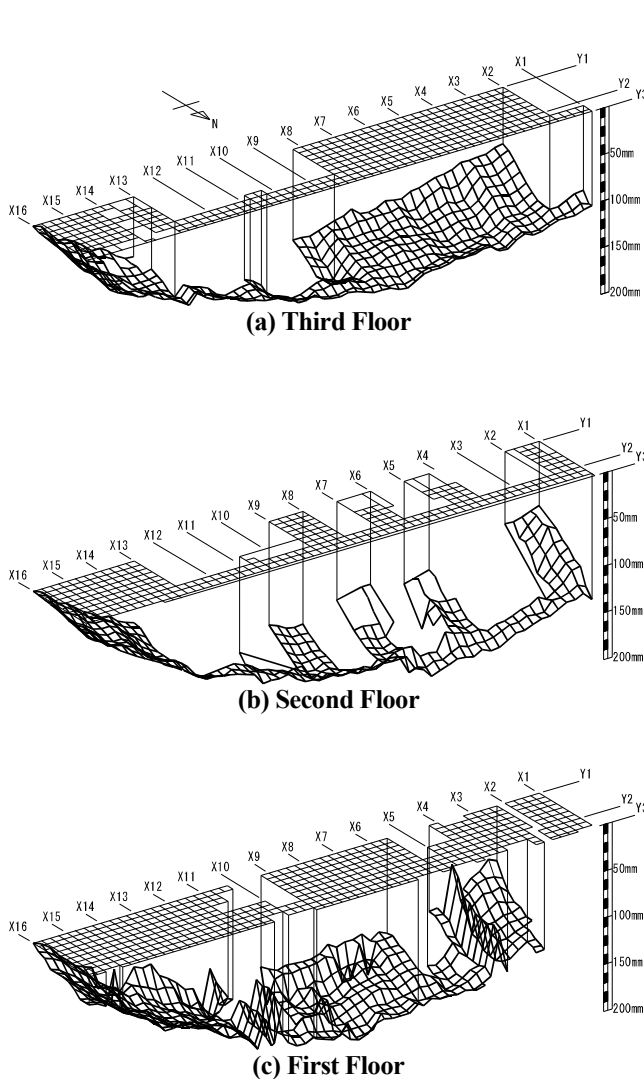 X16 X15 X14 X13 X12 X11 X10 X9 X8 X7 X6 X5 X4 X3 X2 X1 Y1 Y2 Y3
N
50mm
100mm
150mm
200mm
(a) Third Floor
X16 X15 X14 X13 X12 X11 X10 X9 X8 X7 X6 X5 X4 X3 X2 X1 Y1 Y2 Y3
50mm
100mm
150mm
200mm
(b) Second Floor
X16 X15 X14 X13 X12 X11 X10 X9 X8 X7 X6 X5 X4 X3 X2 X1 Y1 Y2 Y3
50mm
100mm
150mm
200mm
(c) First Floor